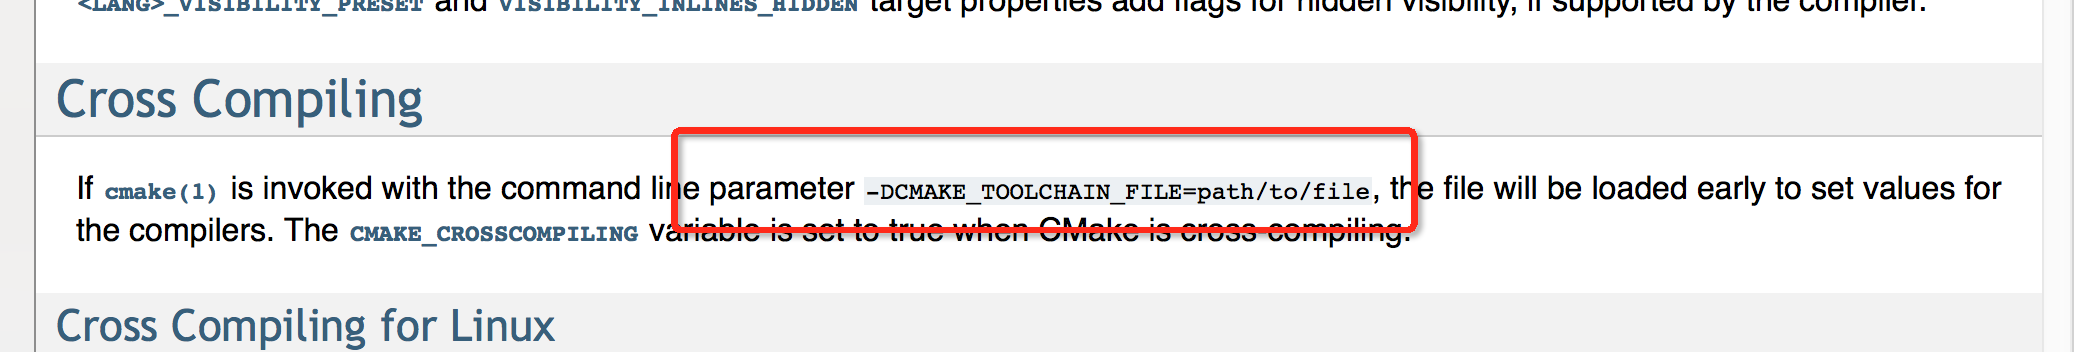 <LANG>_VISIBILITY_PRESET and VISIBILITY_INLINES_HIDDEN target properties add flags for hidden visibility, if supported by the compiler.
Cross Compiling
If cmake(1) is invoked with the command line parameter -DCMAKE_TOOLCHAIN_FILE=path/to/file, the file will be loaded early to set values for
the compilers. The CMAKE_CROSSCOMPILING variable is set to true when CMake is cross-compiling.
Cross Compiling for Linux